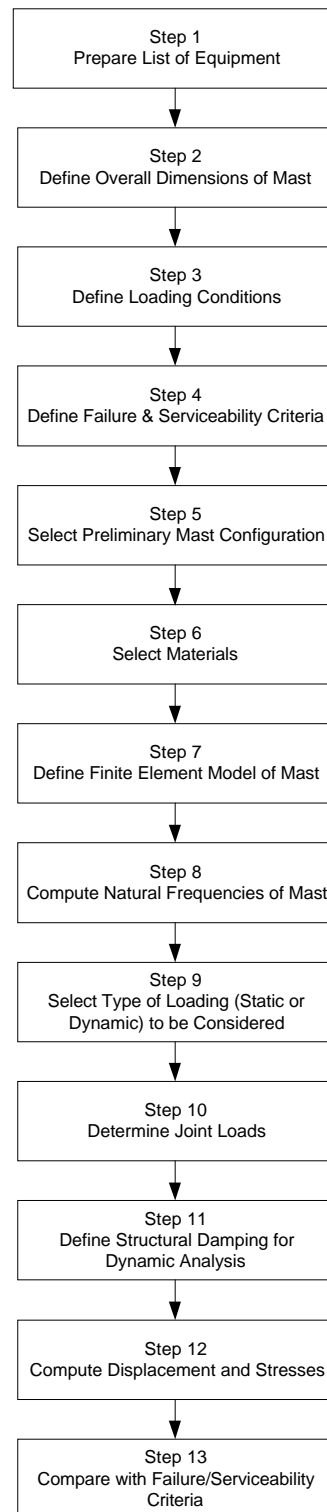 Step 1
Prepare List of Equipment
Step 2
Define Overall Dimensions of Mast
Step 3
Define Loading Conditions
Step 4
Define Failure & Serviceability Criteria
Step 5
Select Preliminary Mast Configuration
Step 6
Select Materials
Step 7
Define Finite Element Model of Mast
Step 8
Compute Natural Frequencies of Mast
Step 9
Select Type of Loading (Static or
Dynamic) to be Considered
Step 10
Determine Joint Loads
Step 11
Define Structural Damping for
Dynamic Analysis
Step 12
Compute Displacement and Stresses
Step 13
Compare with Failure/Serviceability
Criteria